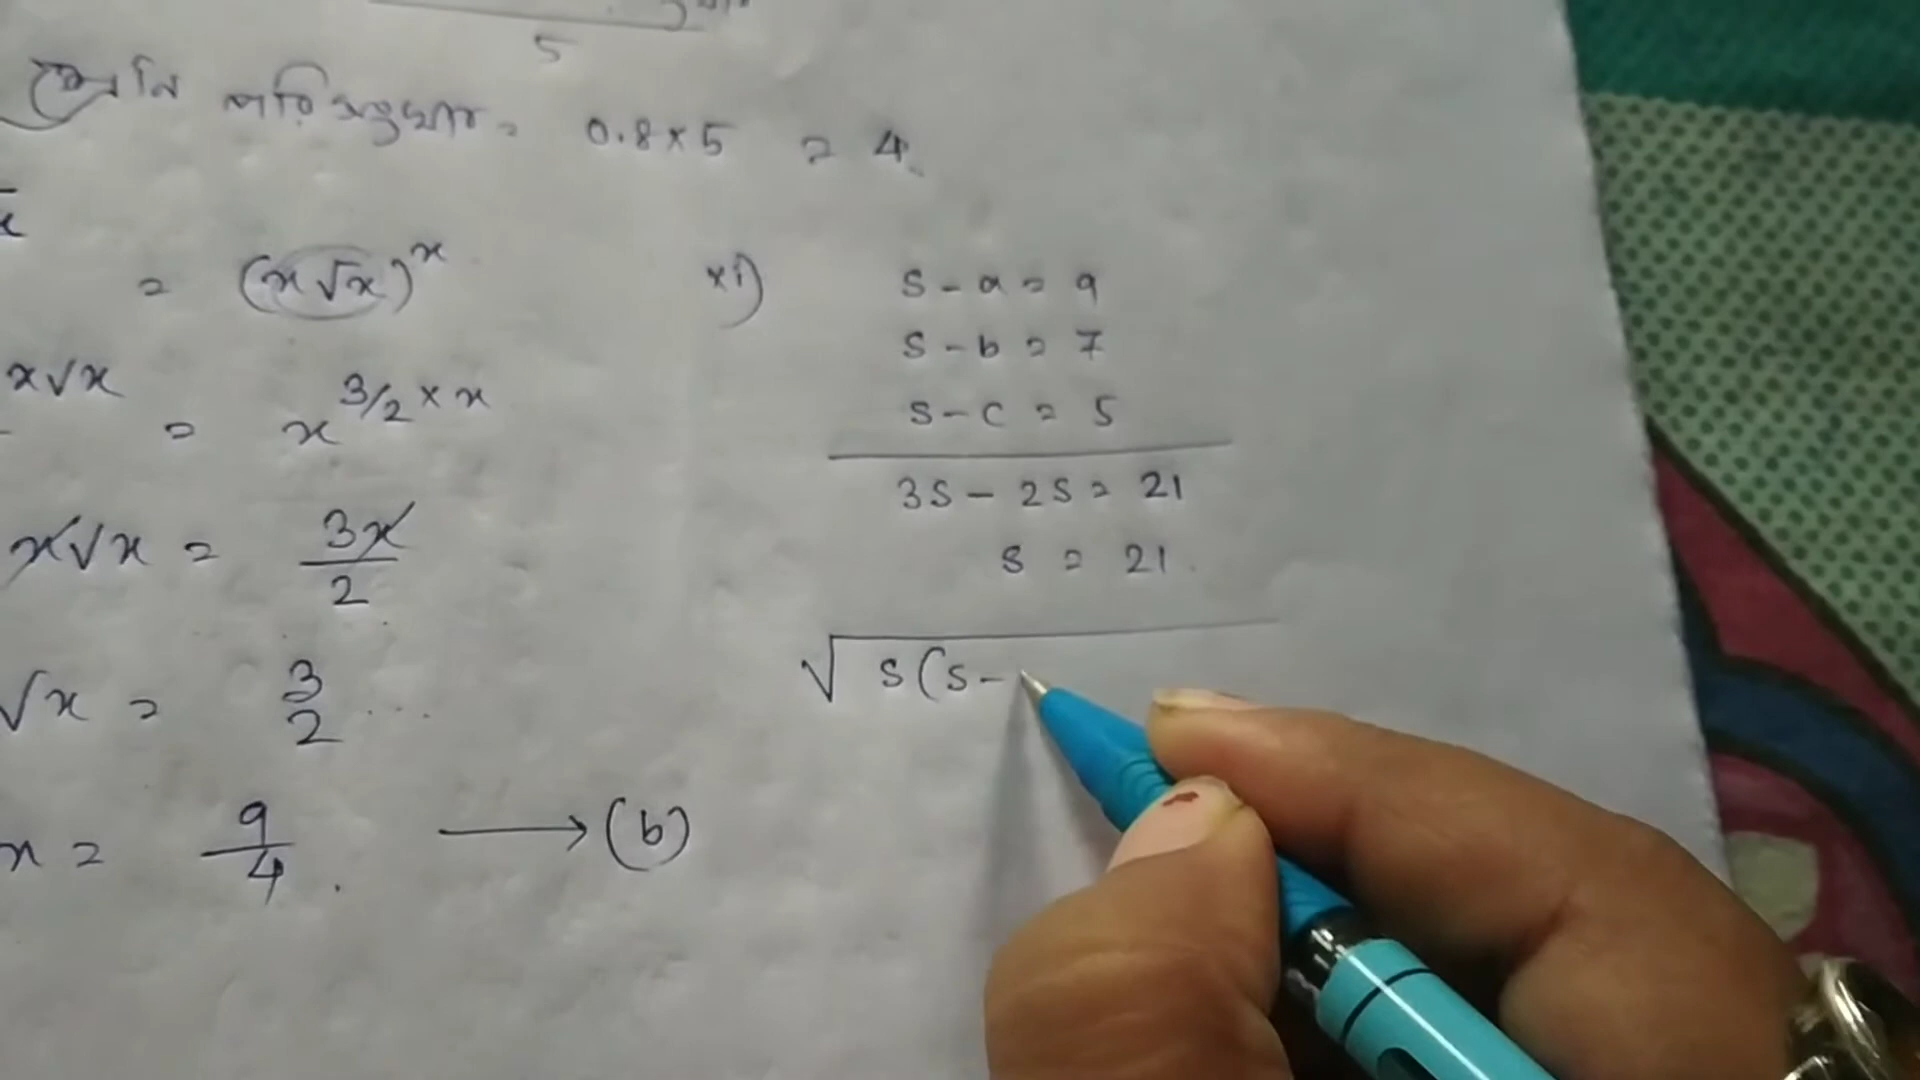 5
শ্রেনি পরিসংখ্যা = 0.8 × 5 = 4.
= (x√x)^x
x√x = x^3/2 × x
x√x = 3x/2
√x = 3/2
x = 9/4 . → (b)
xi) s - a = 9
s - b = 7
s - c = 5
3s - 2s = 21
s = 21.
√s(s-